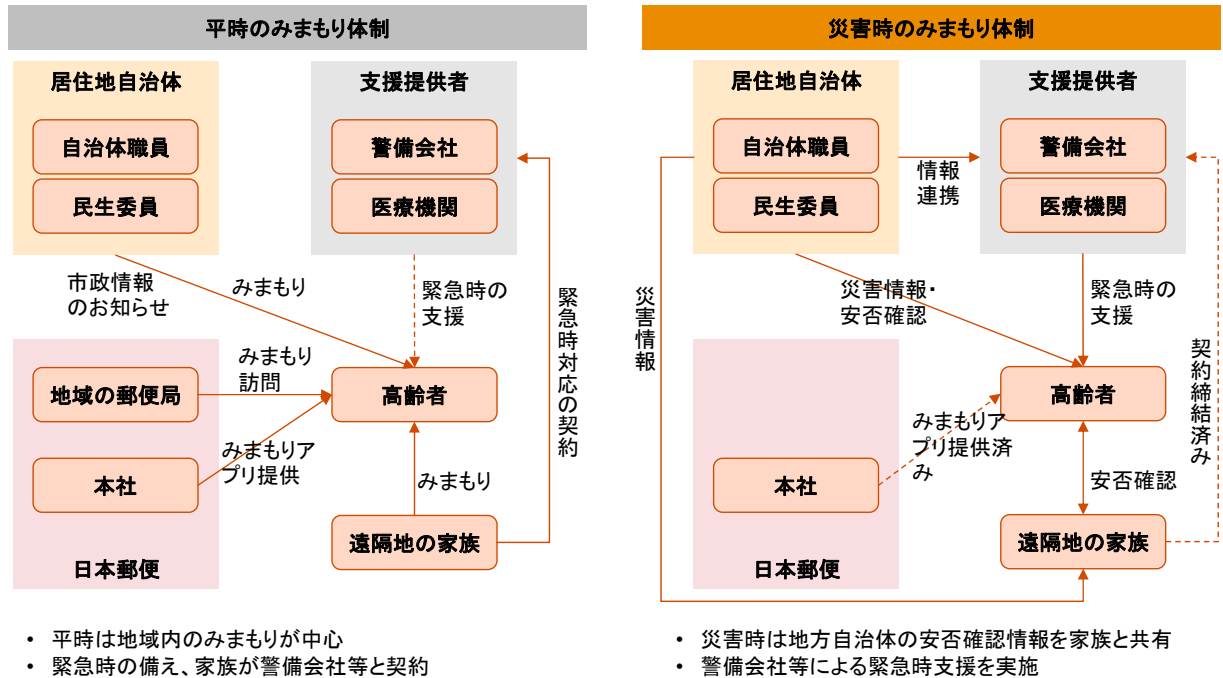 平時のみまもり体制
居住地自治体
支援提供者
自治体職員
警備会社
民生委員
医療機関
市政情報
のお知らせ
みまもり
緊急時の
支援
緊急時対応の契約
地域の郵便局
みまもり
訪問
高齢者
みまもりア
プリ提供
本社
みまもり
遠隔地の家族
日本郵便
• 平時は地域内のみまもりが中心
• 緊急時の備え、家族が警備会社等と契約
災害時のみまもり体制
居住地自治体
支援提供者
自治体職員
警備会社
情報
連携
民生委員
医療機関
災害情報
災害情報・
安否確認
緊急時の
支援
契約締結済み
高齢者
みまもりア
プリ提供済
み
本社
安否確認
遠隔地の家族
日本郵便
• 災害時は地方自治体の安否確認情報を家族と共有
• 警備会社等による緊急時支援を実施